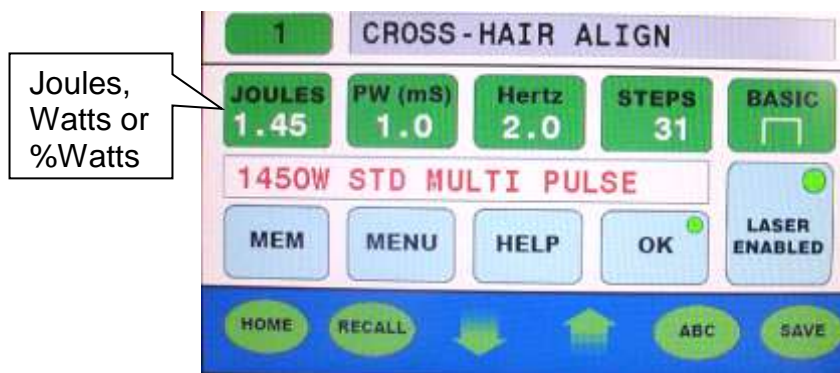 1 CROSS-HAIR ALIGN
Joules,
Watts or
%Watts
JOULES PW (mS) Hertz STEPS BASIC
1.45 1.0 2.0 31
1450W STD MULTI PULSE
MEM MENU HELP OK LASER
ENABLED
HOME RECALL ABC SAVE